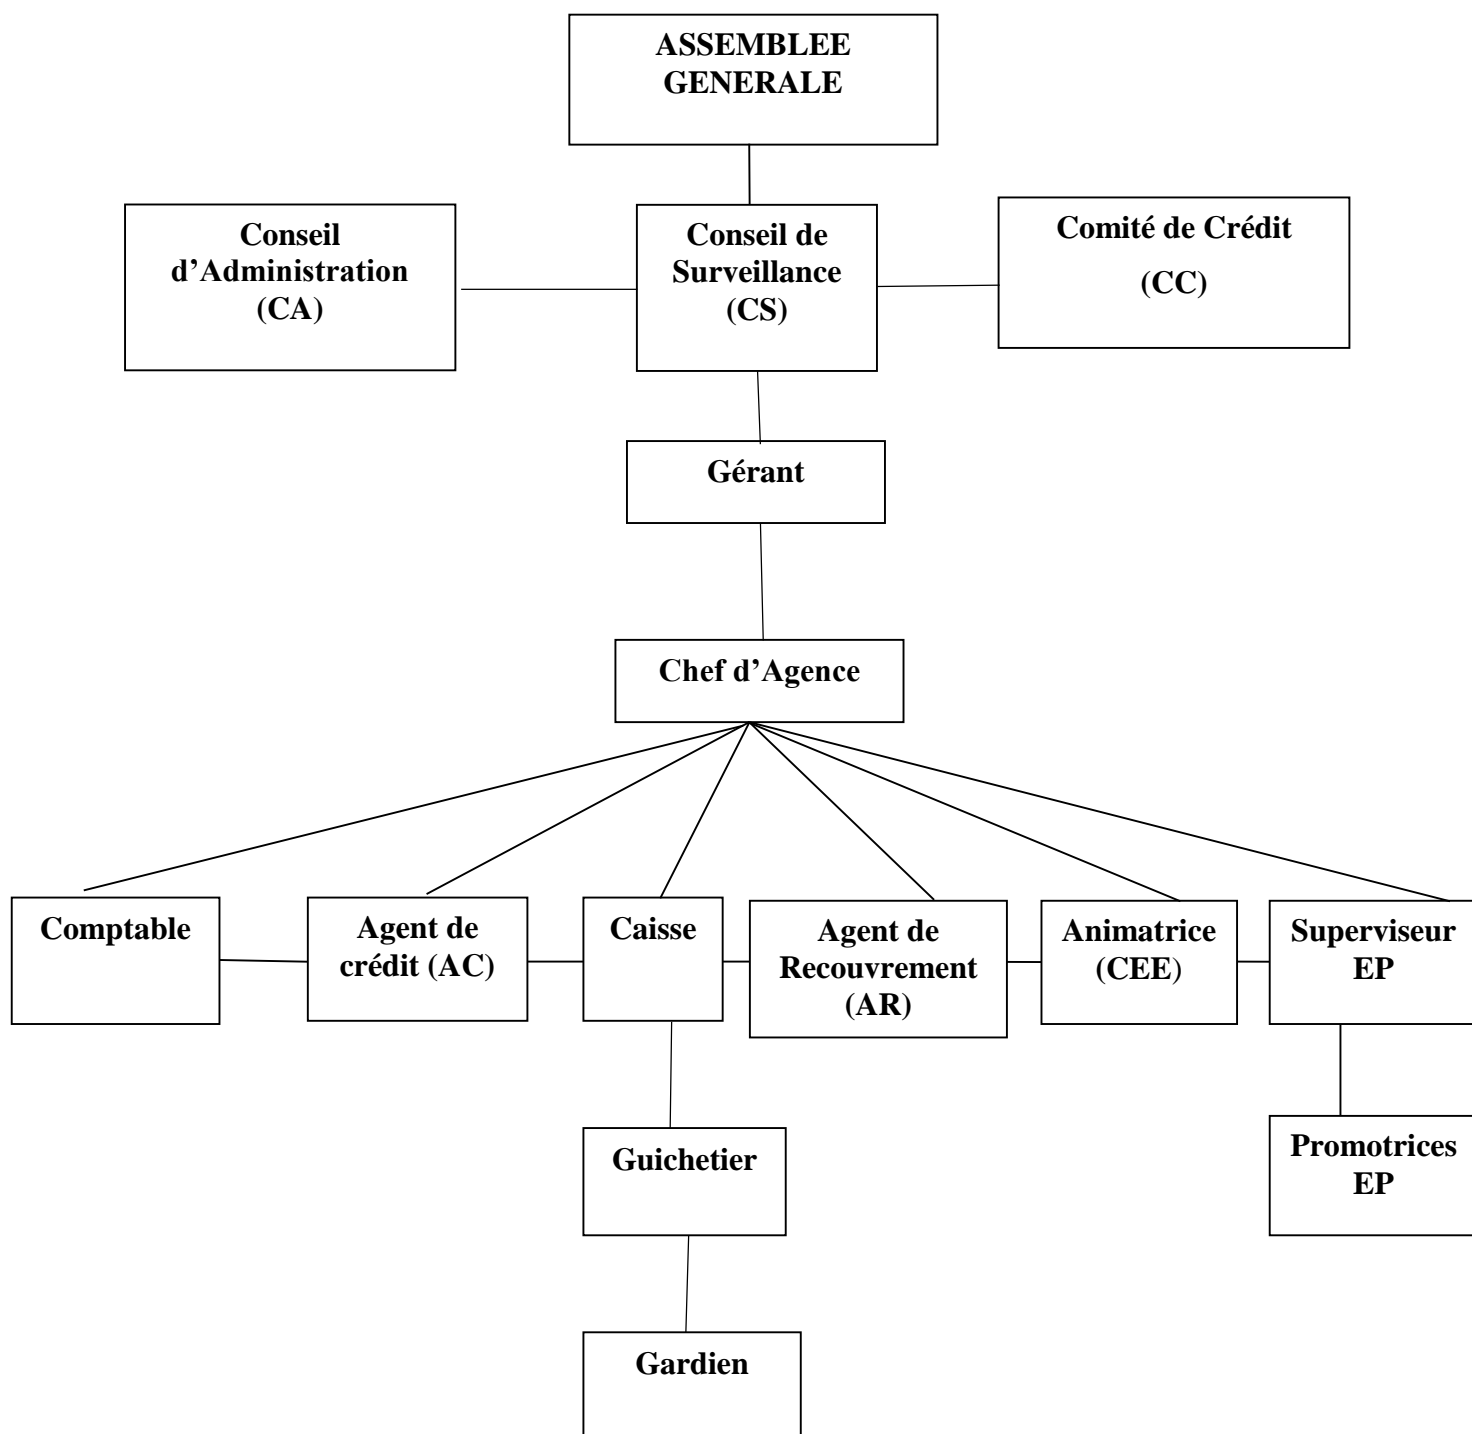 ASSEMBLEE
GENERALE
Conseil
d’Administration
(CA)
Conseil de
Surveillance
(CS)
Comité de Crédit
(CC)
Gérant
Chef d’Agence
Comptable
Agent de
crédit (AC)
Caisse
Agent de
Recouvrement
(AR)
Animatrice
(CEE)
Superviseur
EP
Guichetier
Promotrices
EP
Gardien